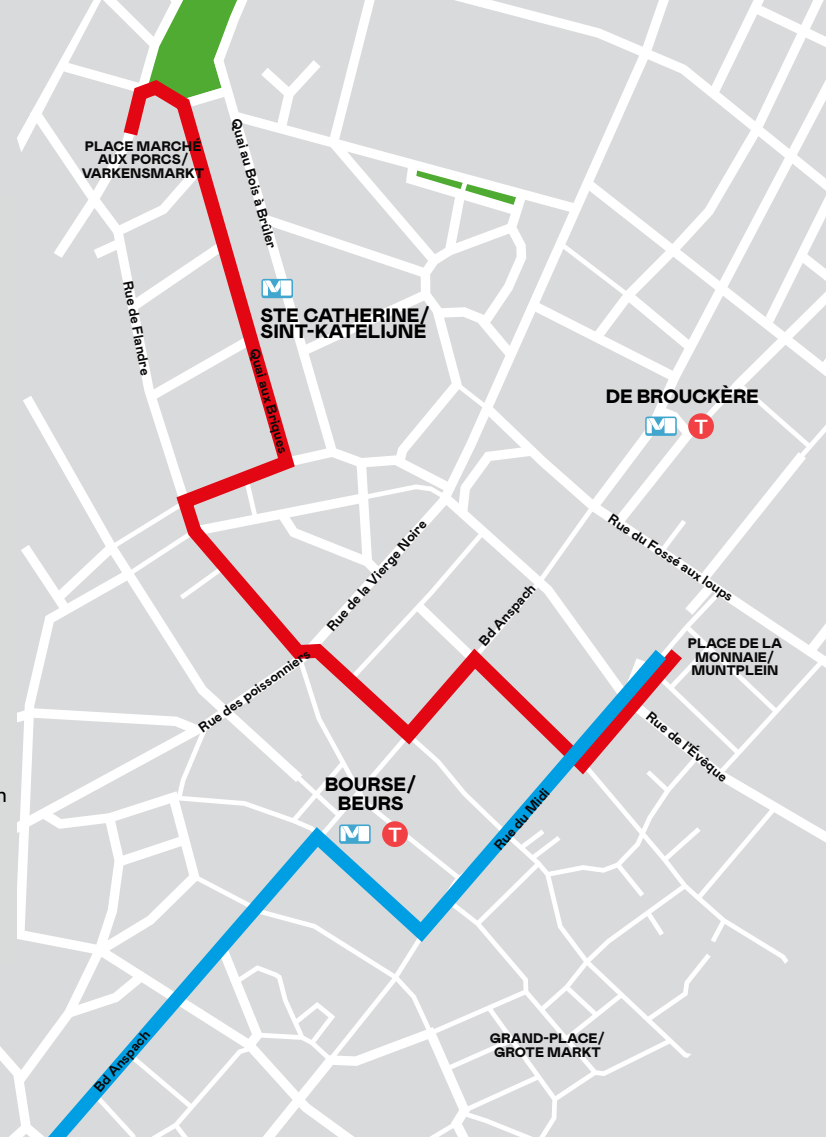 PLACE MARCHÉ
AUX PORCS/
VARKENSMARKT
Quai au Bois à Brûler
Rue de Flandre
M
STE CATHERINE/
SINT-KATELIJNE
Quai aux Briques
DE BROUCKÈRE
M T
Rue de la Vierge Noire
Rue du Fossé aux loups
Bd Anspach
PLACE DE LA
MONNAIE/
MUNTPLEIN
Rue des poissonniers
Rue de l'Évêque
BOURSE/
BEURS
M T
Rue du Midi
n
GRAND-PLACE/
GROTE MARKT
Bd Anspach